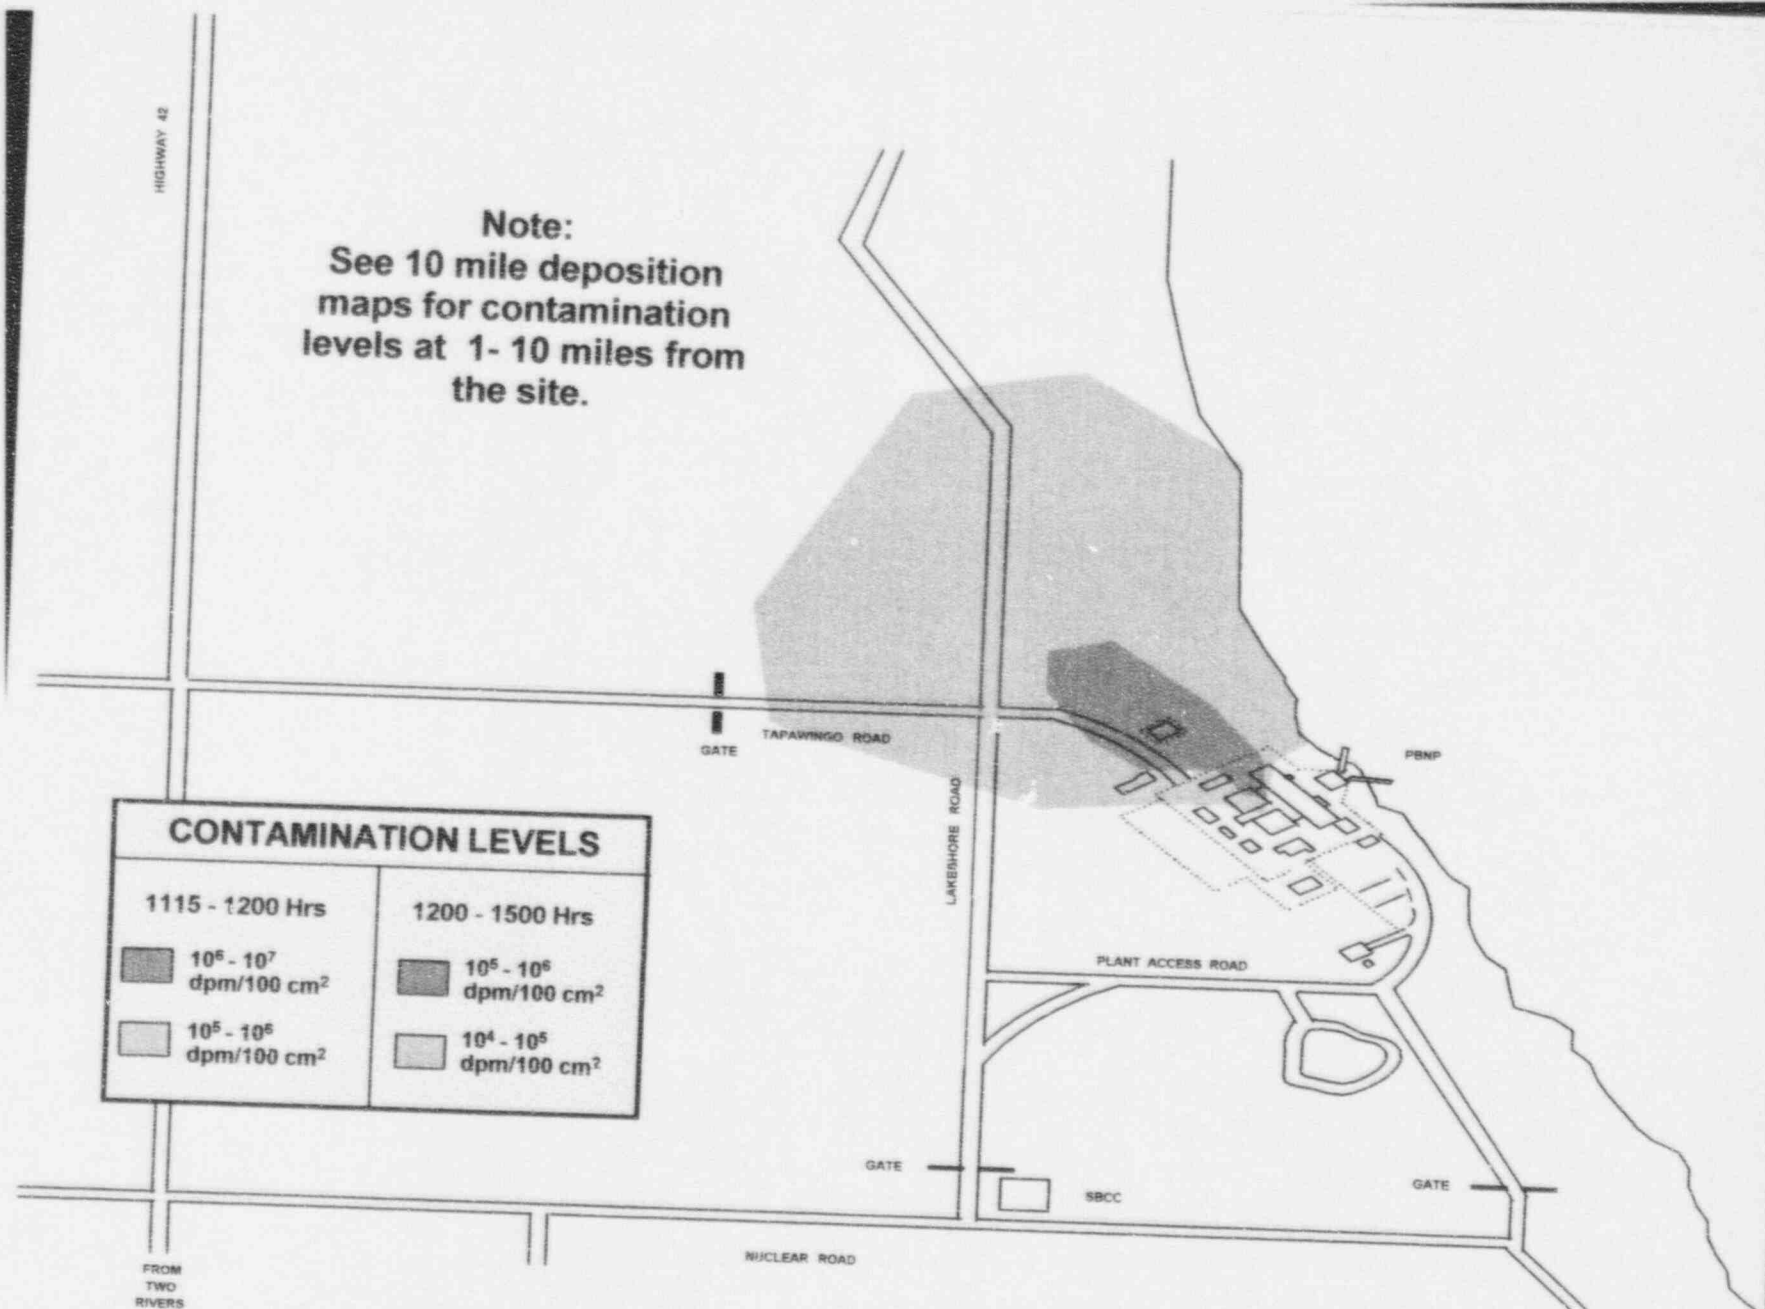 HIGHWAY 42
Note:
See 10 mile deposition
maps for contamination
levels at 1- 10 miles from
the site.
GATE
TAPAWINGO ROAD
PBNP
LAKESHORE ROAD
CONTAMINATION LEVELS
1115 - 1200 Hrs
10⁶ - 10⁷
dpm/100 cm²
10⁵ - 10⁶
dpm/100 cm²
1200 - 1500 Hrs
10⁵ - 10⁶
dpm/100 cm²
10⁴ - 10⁵
dpm/100 cm²
PLANT ACCESS ROAD
GATE
SBCC
GATE
NUCLEAR ROAD
FROM
TWO
RIVERS